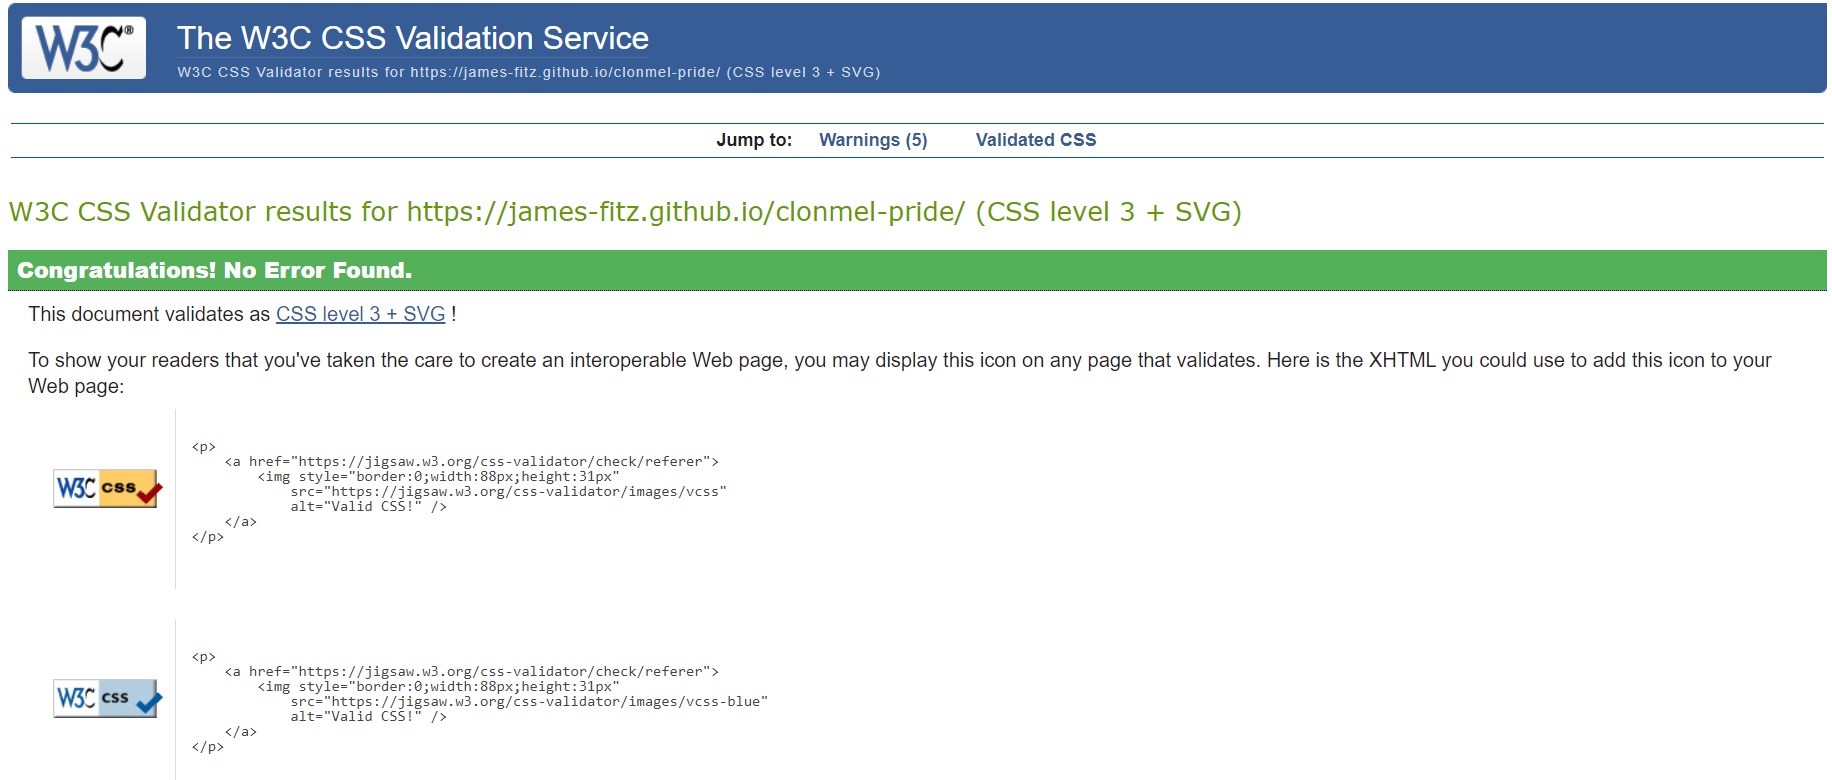 W3C®
The W3C CSS Validation Service
W3C CSS Validator results for https://james-fitz.github.io/clonmel-pride/ (CSS level 3 + SVG)
Jump to: Warnings (5) Validated CSS
W3C CSS Validator results for https://james-fitz.github.io/clonmel-pride/ (CSS level 3 + SVG)
Congratulations! No Error Found.
This document validates as CSS level 3 + SVG !
To show your readers that you've taken the care to create an interoperable Web page, you may display this icon on any page that validates. Here is the XHTML you could use to add this icon to your
Web page:
W3C css
<p>
    <a href="https://jigsaw.w3.org/css-validator/check/referer">
        <img style="border:0;width:88px;height:31px"
            src="https://jigsaw.w3.org/css-validator/images/vcss"
            alt="Valid CSS!" />
    </a>
</p>
W3C css
<p>
    <a href="https://jigsaw.w3.org/css-validator/check/referer">
        <img style="border:0;width:88px;height:31px"
            src="https://jigsaw.w3.org/css-validator/images/vcss-blue"
            alt="Valid CSS!" />
    </a>
</p>